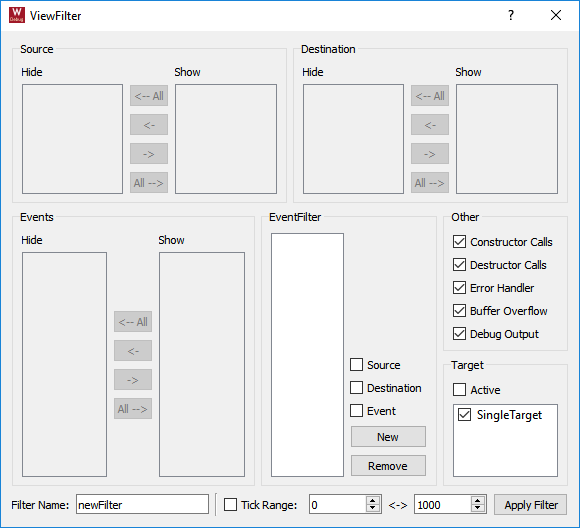 W
Debug
ViewFilter
?
Source
Hide
Show
<-- All
<-
->
All -->
Destination
Hide
Show
<-- All
<-
->
All -->
Events
Hide
Show
<-- All
<-
->
All -->
EventFilter
Source
Destination
Event
New
Remove
Other
Constructor Calls
Destructor Calls
Error Handler
Buffer Overflow
Debug Output
Target
Active
SingleTarget
Filter Name: newFilter
Tick Range: 0 <-> 1000
Apply Filter